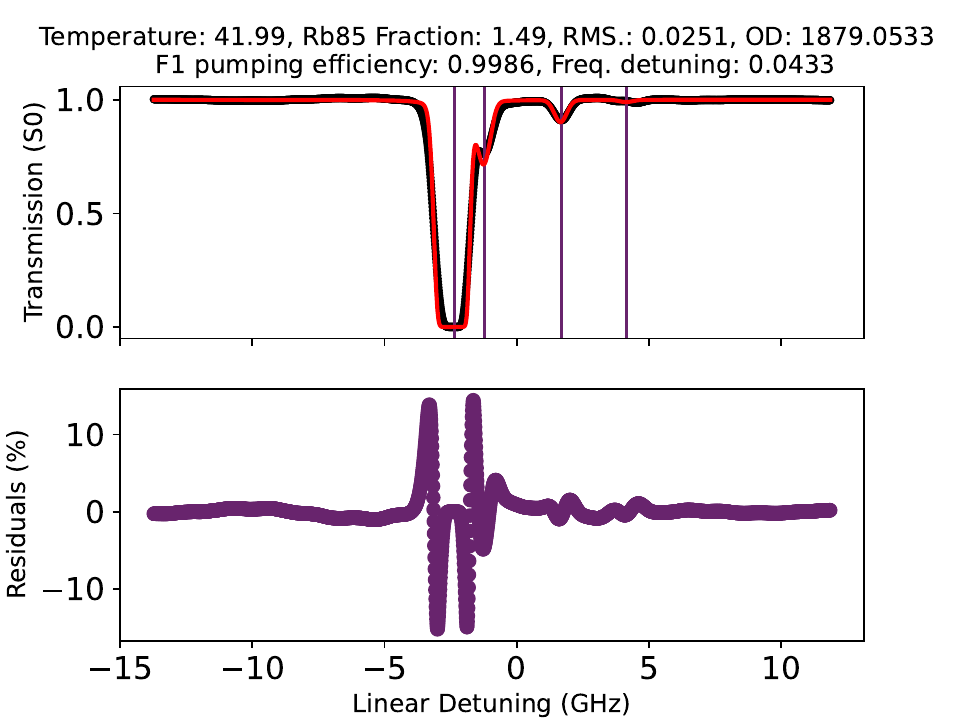 Temperature: 41.99, Rb85 Fraction: 1.49, RMS.: 0.0251, OD: 1879.0533
F1 pumping efficiency: 0.9986, Freq. detuning: 0.0433
Transmission (S0)
1.0
0.5
0.0
Residuals (%)
10
0
−10
−15
−10
−5
0
5
10
Linear Detuning (GHz)